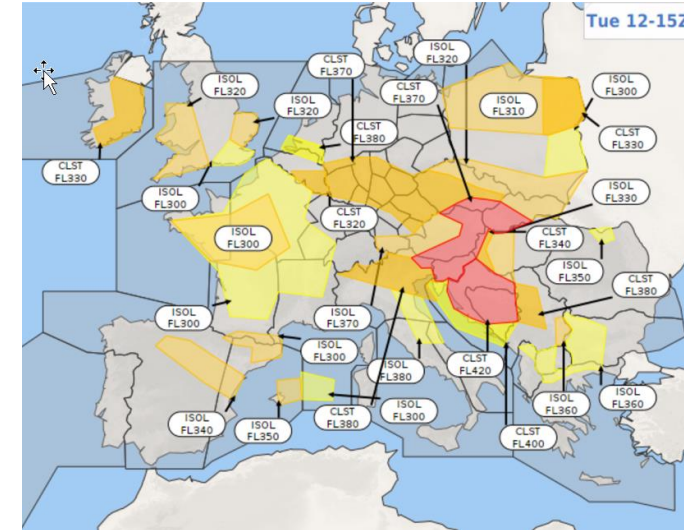 Tue 12-15Z
ISOL
FL320
CLST
FL370
ISOL
FL320
CLST
FL370
ISOL
FL320
ISOL
FL310
ISOL
FL300
CLST
FL380
CLST
FL330
CLST
FL330
ISOL
FL300
ISOL
FL330
CLST
FL320
ISOL
FL300
CLST
FL340
ISOL
FL350
CLST
FL380
ISOL
FL300
ISOL
FL370
ISOL
FL300
ISOL
FL380
CLST
FL420
ISOL
FL340
ISOL
FL350
CLST
FL380
ISOL
FL300
ISOL
FL360
ISOL
FL360
CLST
FL400